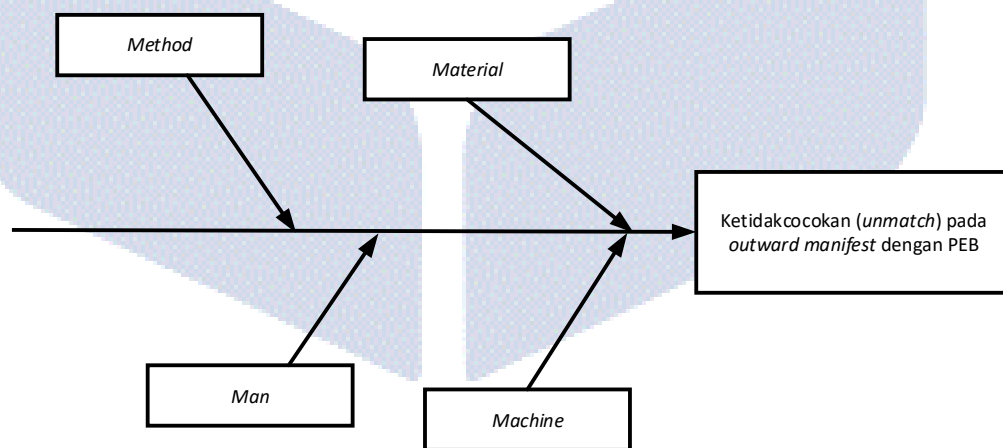 Method
Material
Ketidakcocokan (unmatch) pada
outward manifest dengan PEB
Man
Machine